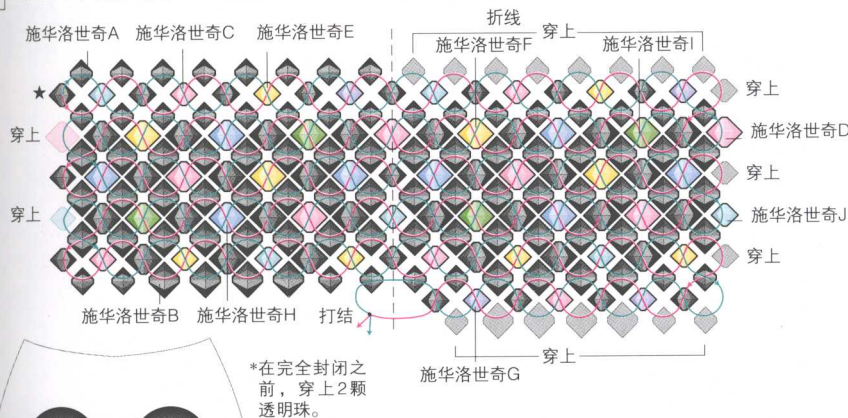 折线
施华洛世奇A 施华洛世奇C 施华洛世奇E 穿上
施华洛世奇F 施华洛世奇I
★ 穿上
穿上 施华洛世奇D
穿上
穿上 施华洛世奇J
穿上
施华洛世奇B 施华洛世奇H 打结
穿上
施华洛世奇G
*在完全封闭之
前，穿上2颗
透明珠。